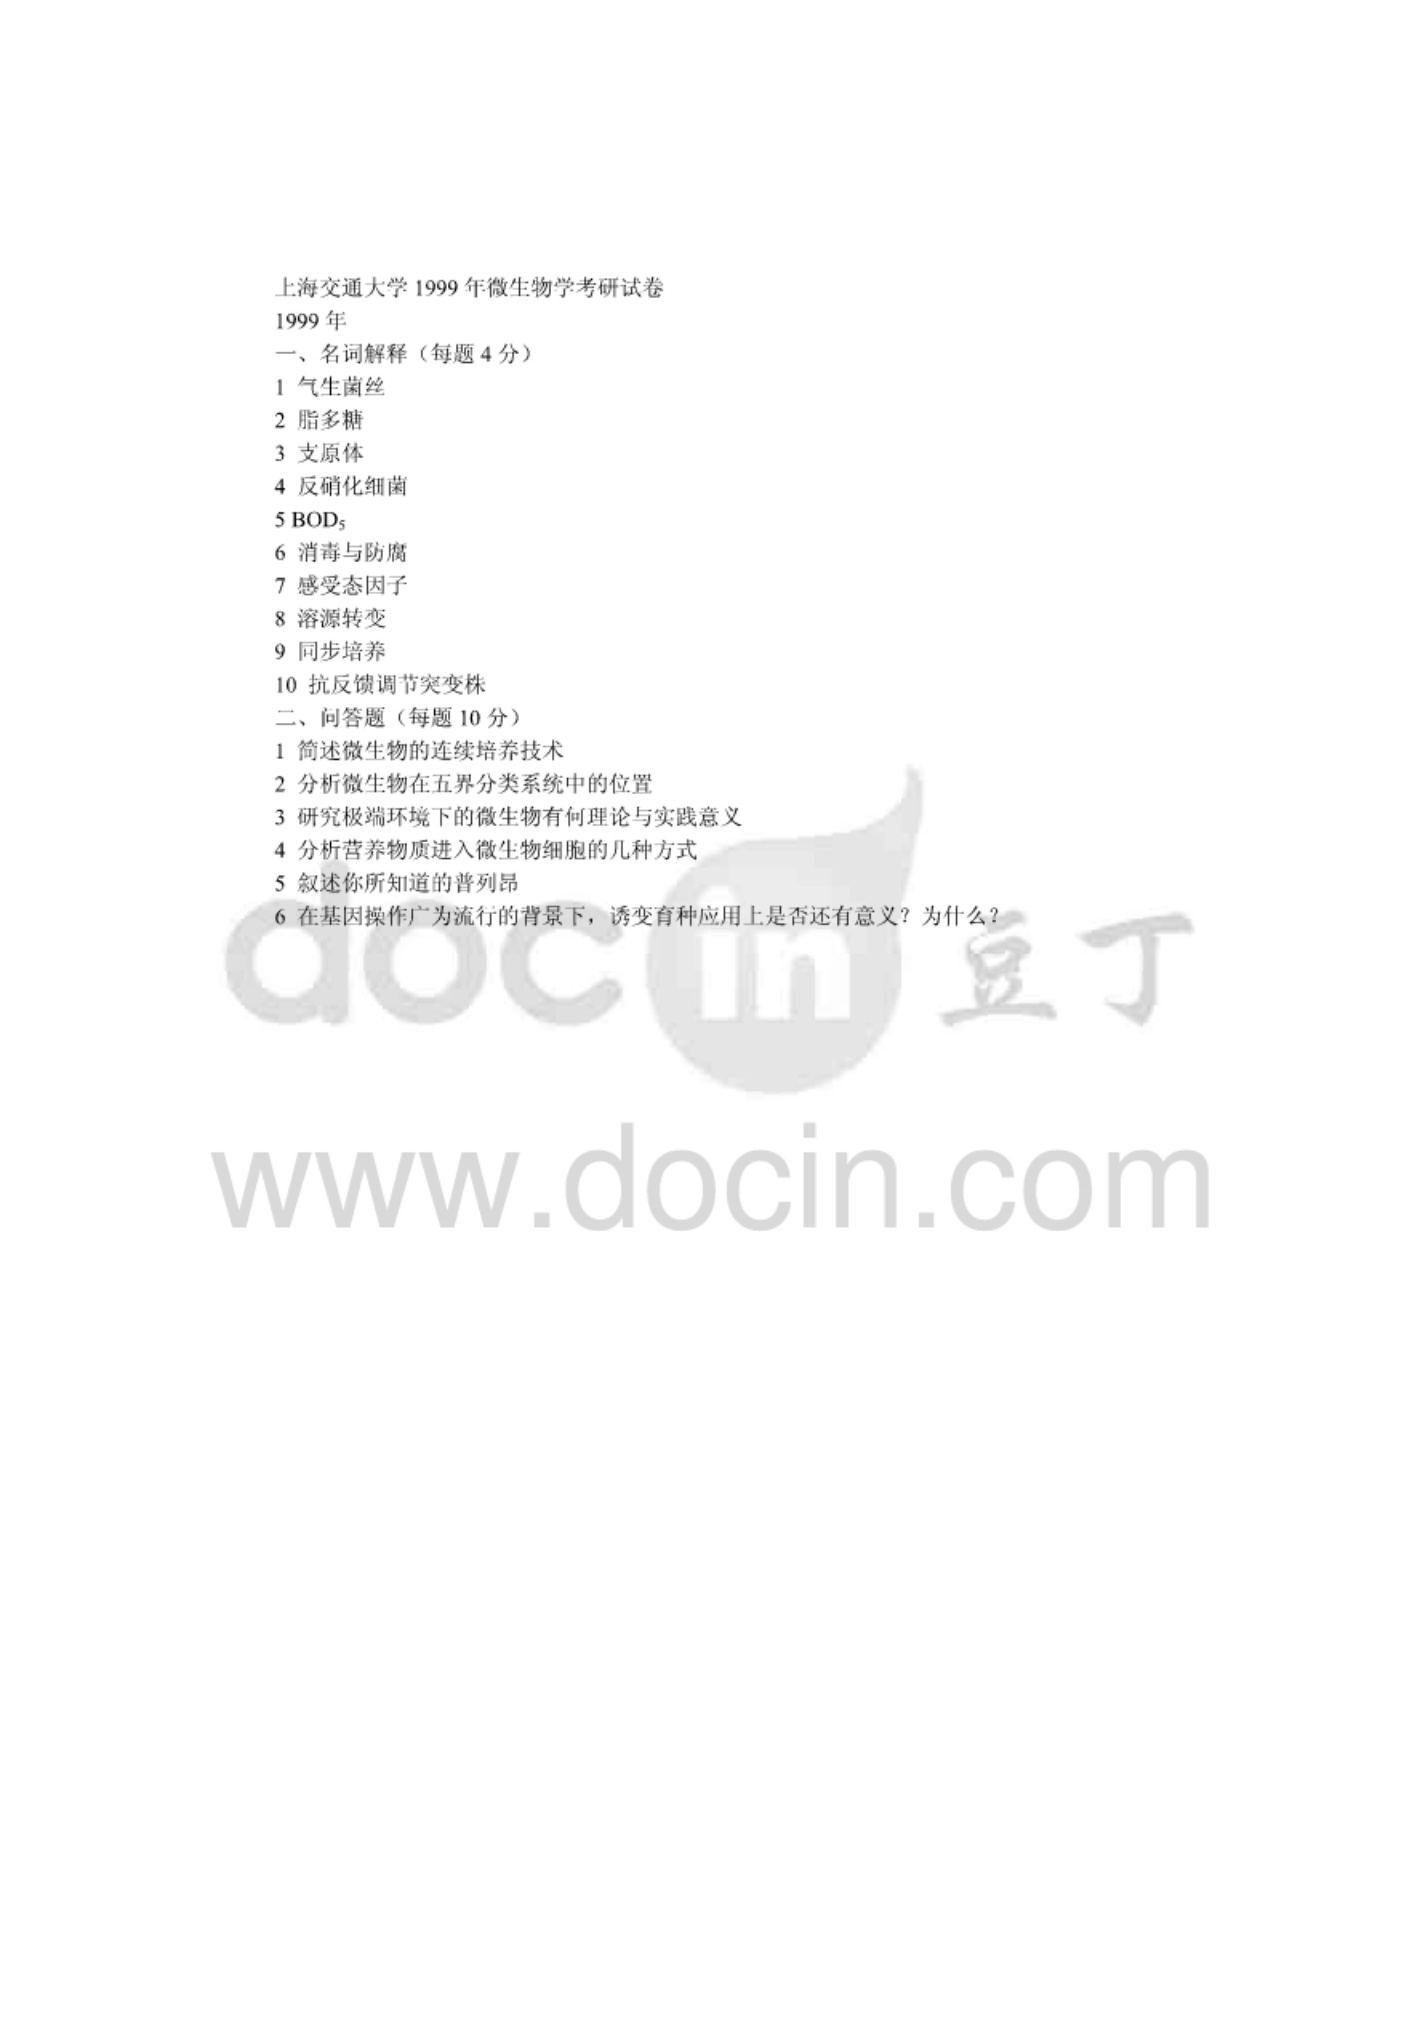 上海交通大学 1999 年微生物学考研试卷
1999 年
一、名词解释（每题 4 分）
1 气生菌丝
2 脂多糖
3 支原体
4 反硝化细菌
5 BOD₅
6 消毒与防腐
7 感受态因子
8 溶源转变
9 同步培养
10 抗反馈调节突变株
二、问答题（每题 10 分）
1 简述微生物的连续培养技术
2 分析微生物在五界分类系统中的位置
3 研究极端环境下的微生物有何理论与实践意义
4 分析营养物质进入微生物细胞的几种方式
5 叙述你所知道的普列昂
6 在基因操作广为流行的背景下，诱变育种应用上是否还有意义？为什么？
docin 豆丁
www.docin.com